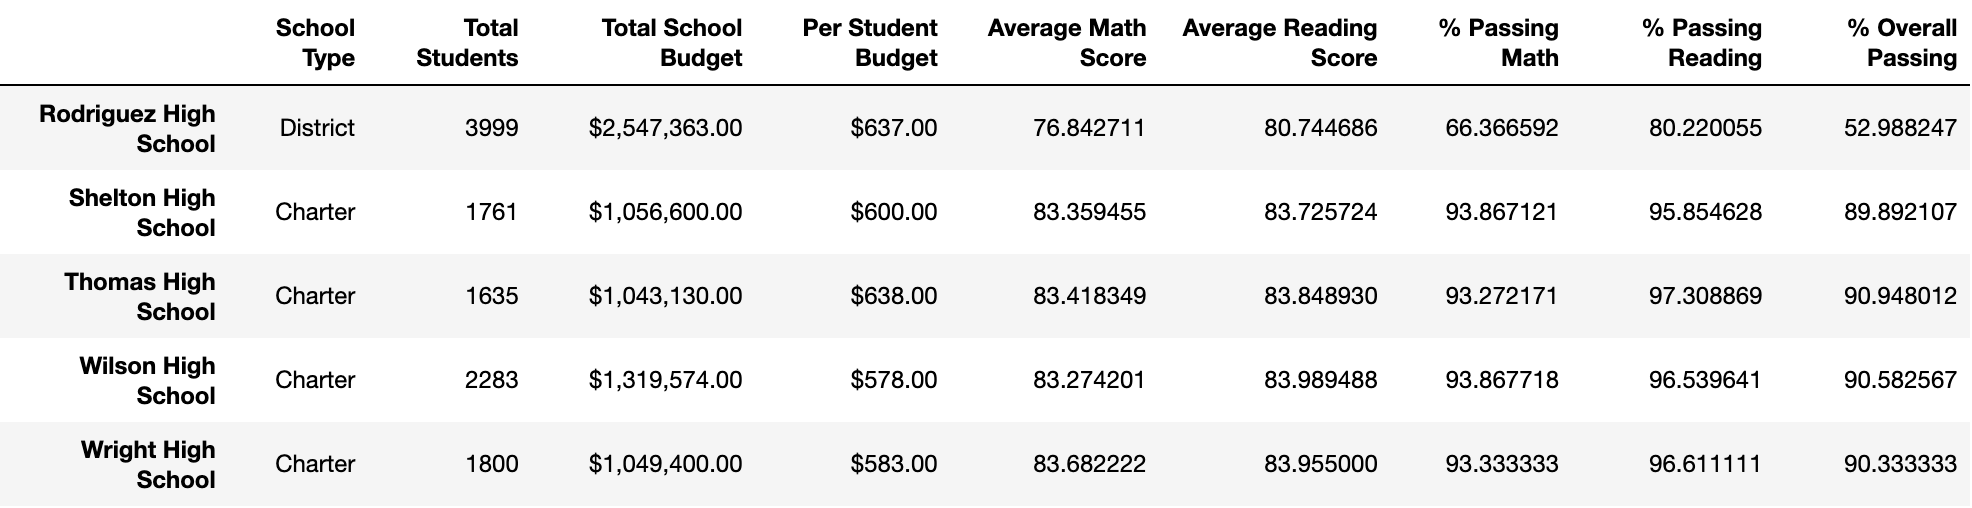 School Type Total Students Total School Budget Per Student Budget Average Math Score Average Reading Score % Passing Math % Passing Reading % Overall Passing
Rodriguez High School District 3999 $2,547,363.00 $637.00 76.842711 80.744686 66.366592 80.220055 52.988247
Shelton High School Charter 1761 $1,056,600.00 $600.00 83.359455 83.725724 93.867121 95.854628 89.892107
Thomas High School Charter 1635 $1,043,130.00 $638.00 83.418349 83.848930 93.272171 97.308869 90.948012
Wilson High School Charter 2283 $1,319,574.00 $578.00 83.274201 83.989488 93.867718 96.539641 90.582567
Wright High School Charter 1800 $1,049,400.00 $583.00 83.682222 83.955000 93.333333 96.611111 90.333333